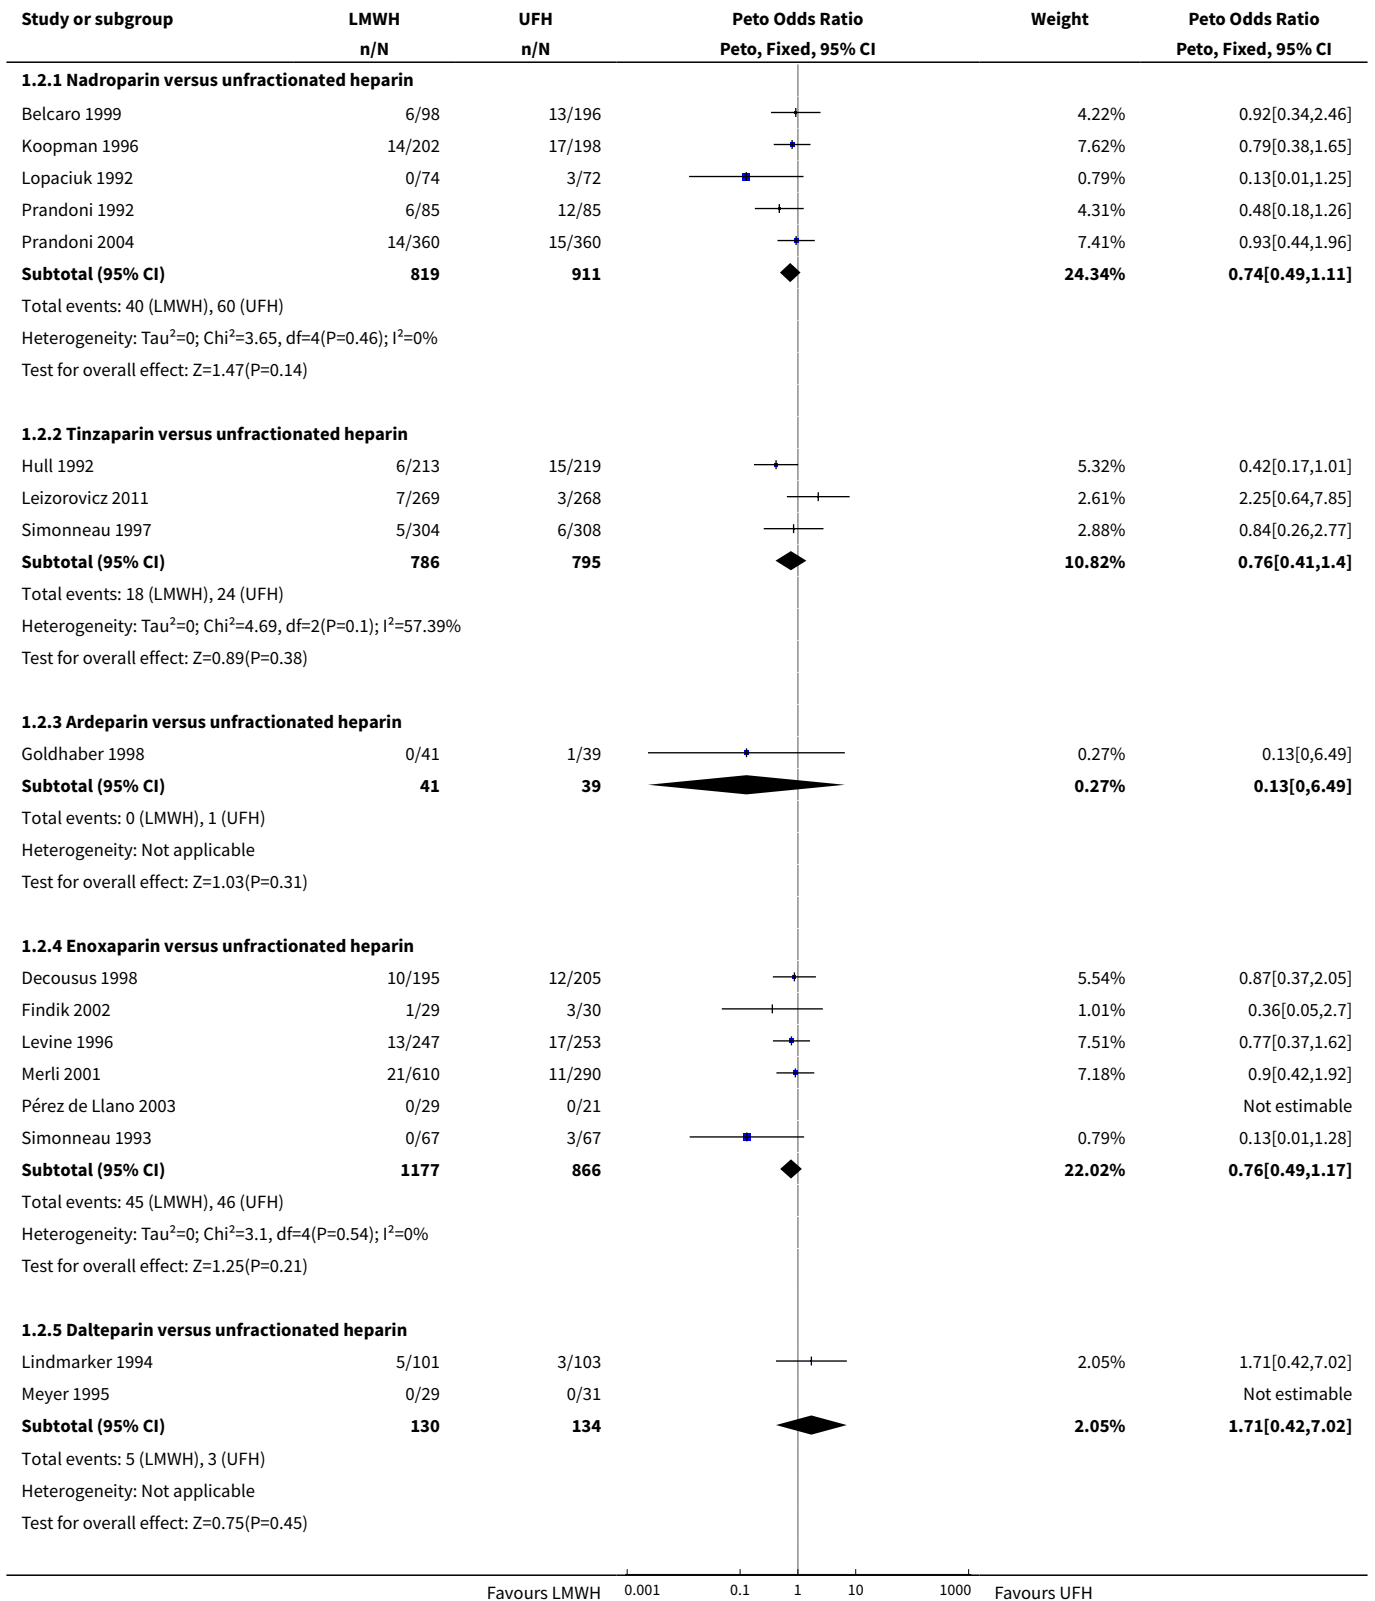 Study or subgroup LMWH UFH Peto Odds Ratio Weight Peto Odds Ratio
n/N n/N Peto, Fixed, 95% CI Peto, Fixed, 95% CI
1.2.1 Nadroparin versus unfractionated heparin
Belcaro 1999 6/98 13/196 4.22% 0.92[0.34,2.46]
Koopman 1996 14/202 17/198 7.62% 0.79[0.38,1.65]
Lopaciuk 1992 0/74 3/72 0.79% 0.13[0.01,1.25]
Prandoni 1992 6/85 12/85 4.31% 0.48[0.18,1.26]
Prandoni 2004 14/360 15/360 7.41% 0.93[0.44,1.96]
Subtotal (95% CI) 819 911 24.34% 0.74[0.49,1.11]
Total events: 40 (LMWH), 60 (UFH)
Heterogeneity: Tau²=0; Chi²=3.65, df=4(P=0.46); I²=0%
Test for overall effect: Z=1.47(P=0.14)
1.2.2 Tinzaparin versus unfractionated heparin
Hull 1992 6/213 15/219 5.32% 0.42[0.17,1.01]
Leizorovicz 2011 7/269 3/268 2.61% 2.25[0.64,7.85]
Simonneau 1997 5/304 6/308 2.88% 0.84[0.26,2.77]
Subtotal (95% CI) 786 795 10.82% 0.76[0.41,1.4]
Total events: 18 (LMWH), 24 (UFH)
Heterogeneity: Tau²=0; Chi²=4.69, df=2(P=0.1); I²=57.39%
Test for overall effect: Z=0.89(P=0.38)
1.2.3 Ardeparin versus unfractionated heparin
Goldhaber 1998 0/41 1/39 0.27% 0.13[0,6.49]
Subtotal (95% CI) 41 39 0.27% 0.13[0,6.49]
Total events: 0 (LMWH), 1 (UFH)
Heterogeneity: Not applicable
Test for overall effect: Z=1.03(P=0.31)
1.2.4 Enoxaparin versus unfractionated heparin
Decousus 1998 10/195 12/205 5.54% 0.87[0.37,2.05]
Findik 2002 1/29 3/30 1.01% 0.36[0.05,2.7]
Levine 1996 13/247 17/253 7.51% 0.77[0.37,1.62]
Merli 2001 21/610 11/290 7.18% 0.9[0.42,1.92]
Pérez de Llano 2003 0/29 0/21 Not estimable
Simonneau 1993 0/67 3/67 0.79% 0.13[0.01,1.28]
Subtotal (95% CI) 1177 866 22.02% 0.76[0.49,1.17]
Total events: 45 (LMWH), 46 (UFH)
Heterogeneity: Tau²=0; Chi²=3.1, df=4(P=0.54); I²=0%
Test for overall effect: Z=1.25(P=0.21)
1.2.5 Dalteparin versus unfractionated heparin
Lindmarker 1994 5/101 3/103 2.05% 1.71[0.42,7.02]
Meyer 1995 0/29 0/31 Not estimable
Subtotal (95% CI) 130 134 2.05% 1.71[0.42,7.02]
Total events: 5 (LMWH), 3 (UFH)
Heterogeneity: Not applicable
Test for overall effect: Z=0.75(P=0.45)
Favours LMWH 0.001 0.1 1 10 1000 Favours UFH